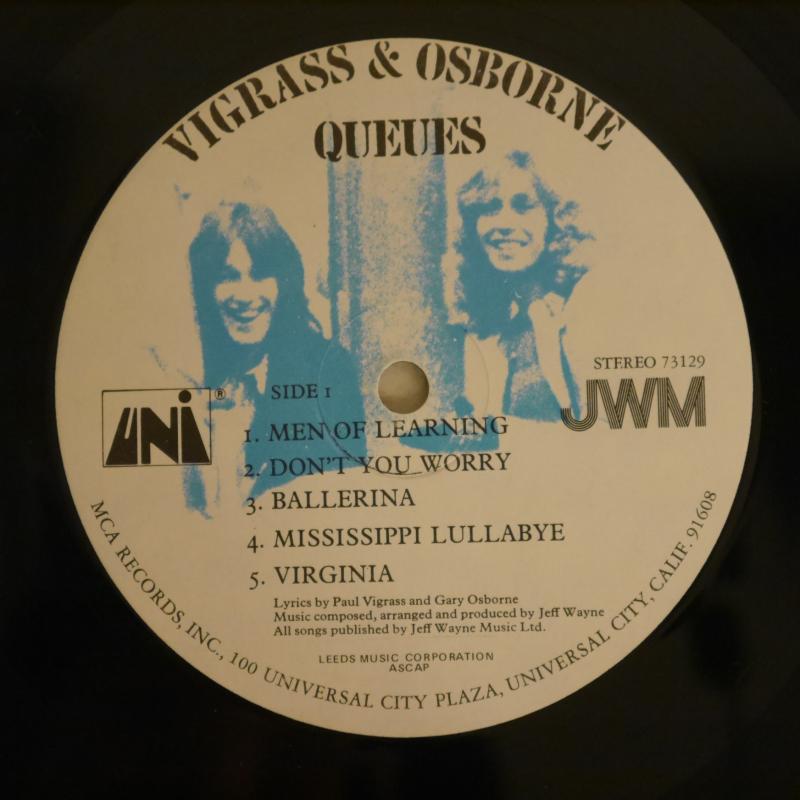 VIGRASS & OSBORNE
QUEUES
STEREO 73129
JWM
UNI®
SIDE 1
1. MEN OF LEARNING
2. DON'T YOU WORRY
3. BALLERINA
4. MISSISSIPPI LULLABYE
5. VIRGINIA
Lyrics by Paul Vigrass and Gary Osborne
Music composed, arranged and produced by Jeff Wayne
All songs published by Jeff Wayne Music Ltd.
LEEDS MUSIC CORPORATION
ASCAP
MCA RECORDS, INC., 100 UNIVERSAL CITY PLAZA, UNIVERSAL CITY, CALIF. 91608